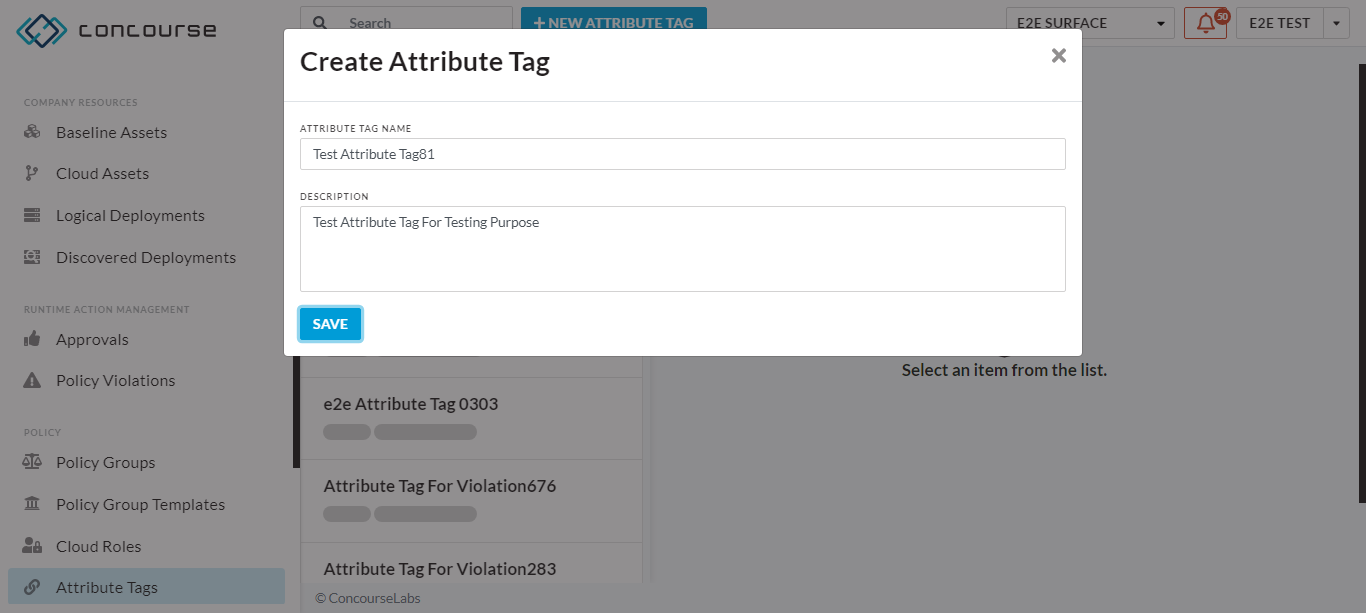 concourse
Search
+ NEW ATTRIBUTE TAG
E2E SURFACE
50
E2E TEST
Create Attribute Tag
ATTRIBUTE TAG NAME
Test Attribute Tag81
DESCRIPTION
Test Attribute Tag For Testing Purpose
SAVE
COMPANY RESOURCES
Baseline Assets
Cloud Assets
Logical Deployments
Discovered Deployments
RUNTIME ACTION MANAGEMENT
Approvals
Policy Violations
POLICY
Policy Groups
Policy Group Templates
Cloud Roles
Attribute Tags
e2e Attribute Tag 0303
Attribute Tag For Violation676
Attribute Tag For Violation283
Select an item from the list.
© ConcourseLabs